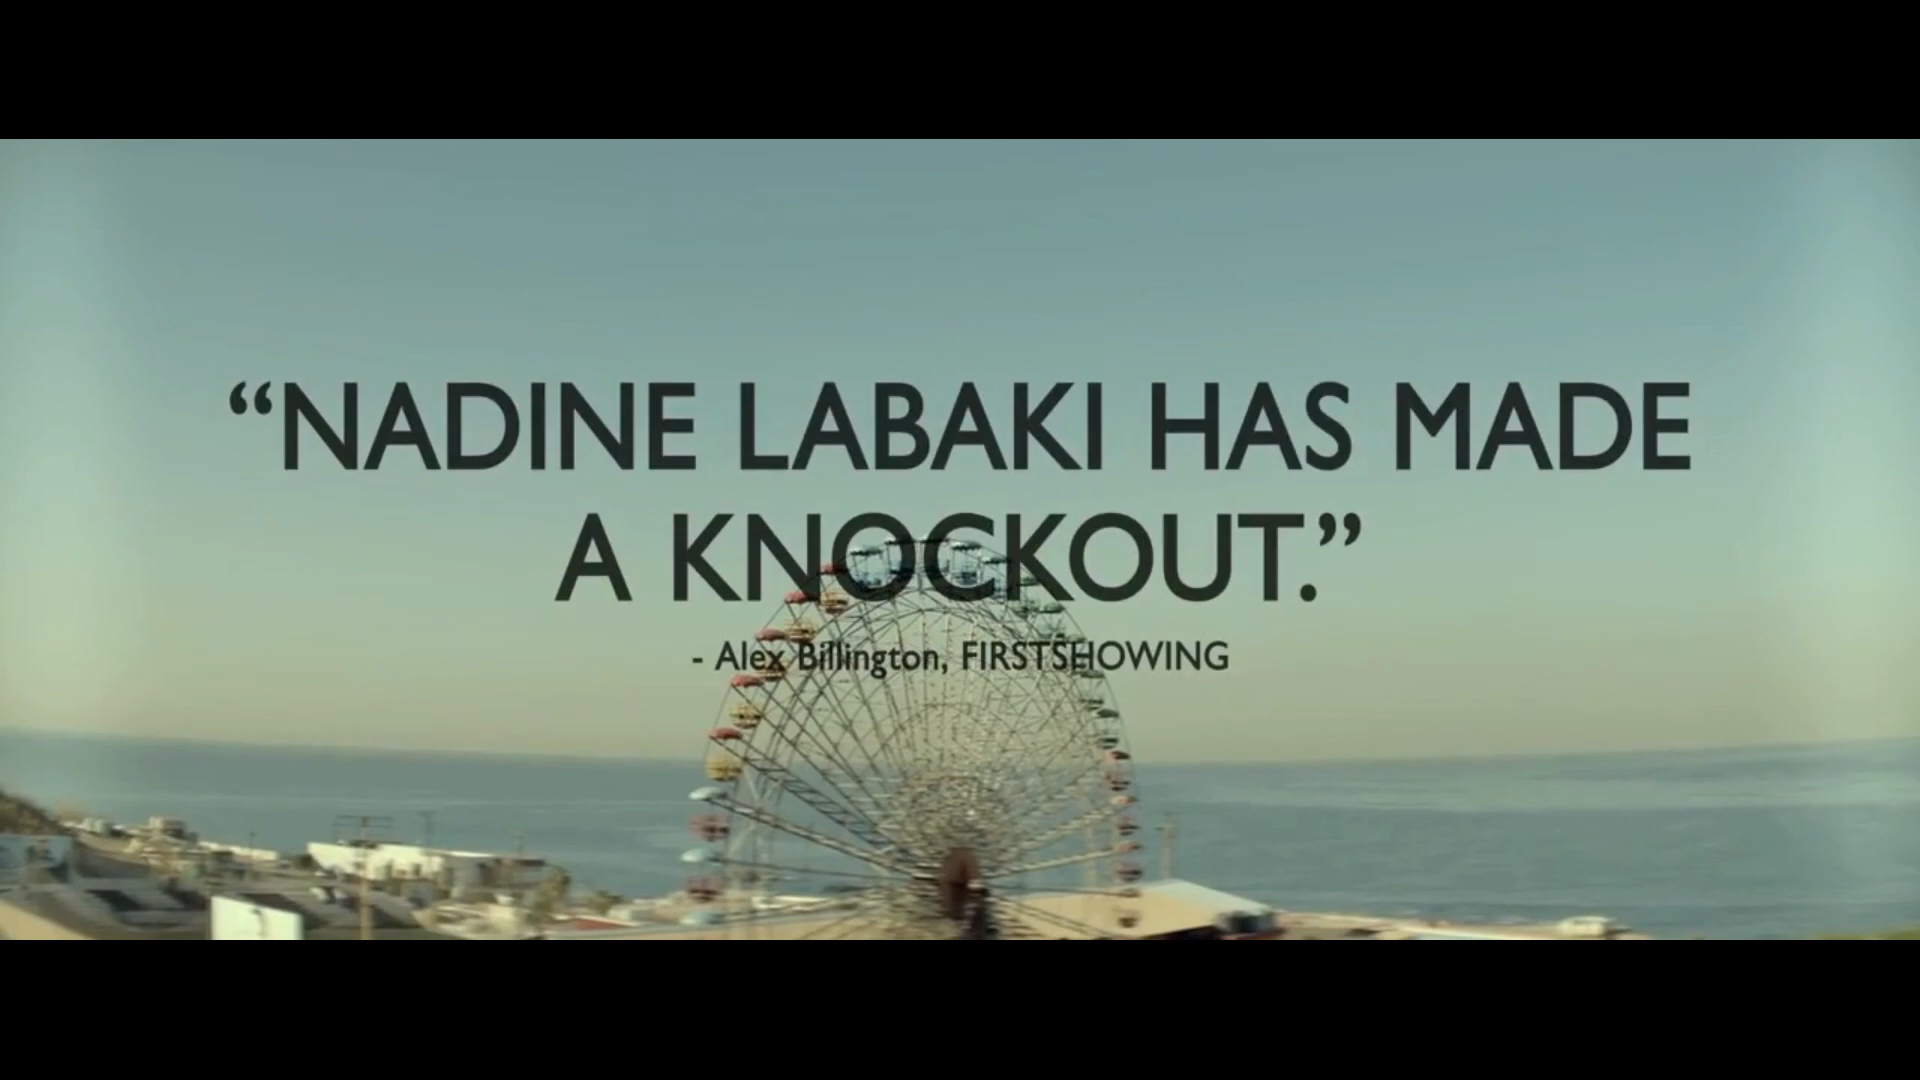 “NADINE LABAKI HAS MADE
A KNOCKOUT.”
- Alex Billington, FIRSTSHOWING